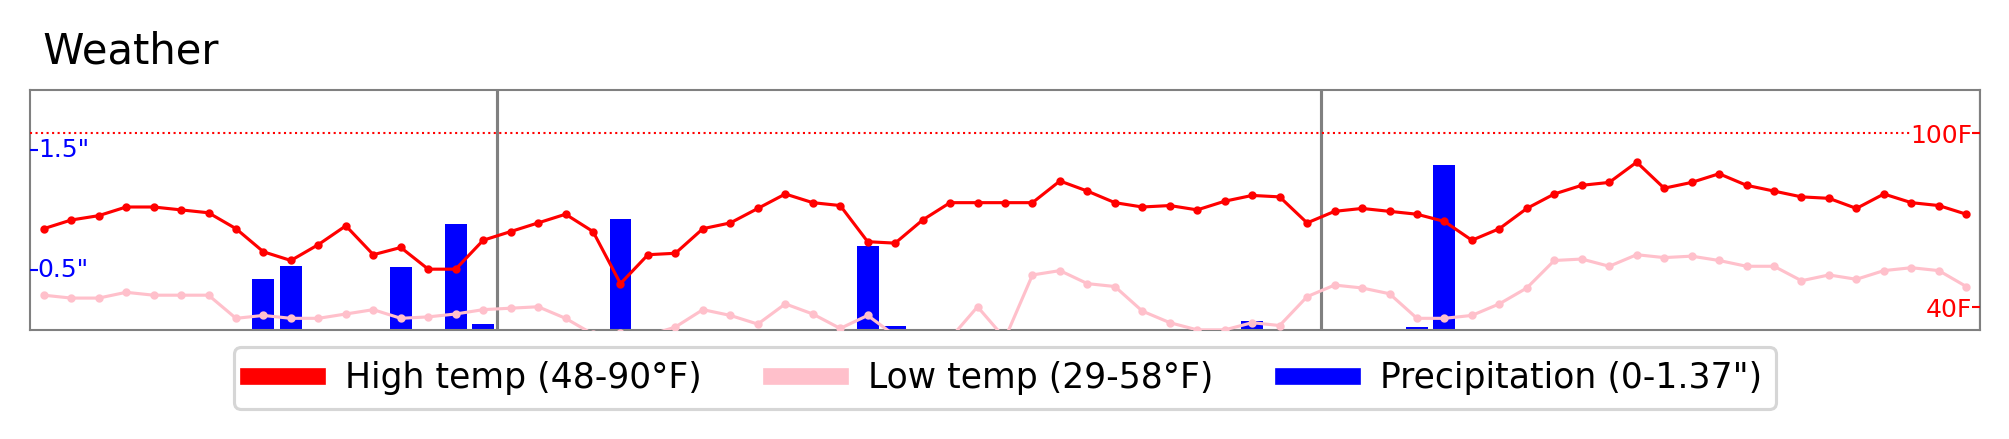 Weather
1.5"
100F
0.5"
40F
High temp (48-90°F) Low temp (29-58°F) Precipitation (0-1.37")